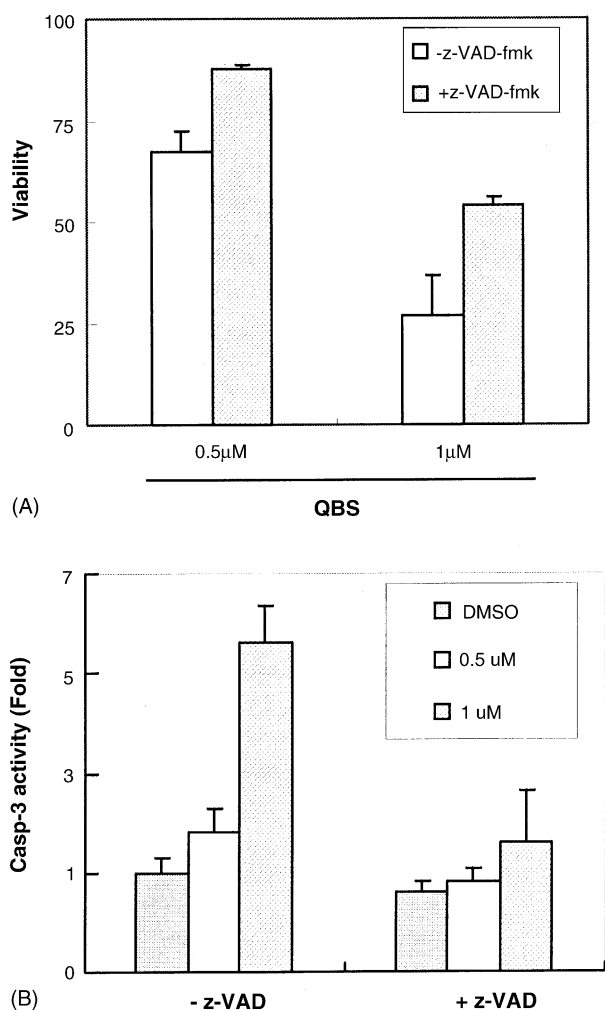 100
-z-VAD-fmk
+z-VAD-fmk
75
Viability
50
25
0
0.5µM 1µM
(A) QBS
7
DMSO
0.5 uM
1 uM
5
Casp-3 activity (Fold)
3
1
0
(B) - z-VAD + z-VAD